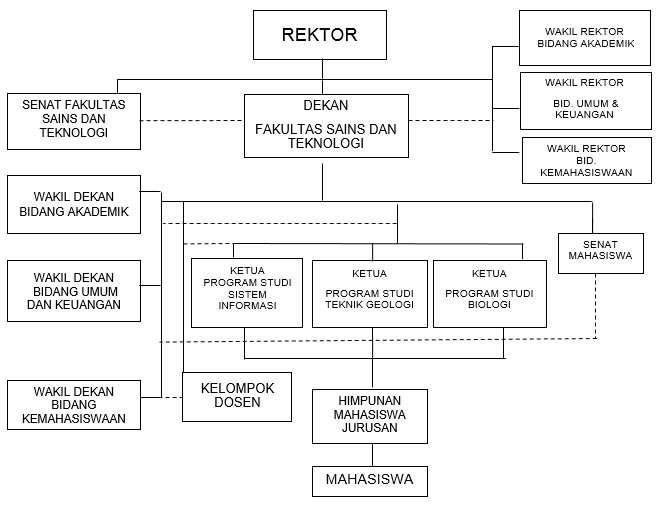 REKTOR
WAKIL REKTOR
BIDANG AKADEMIK
WAKIL REKTOR
BID. UMUM &
KEUANGAN
WAKIL REKTOR
BID.
KEMAHASISWAAN
SENAT FAKULTAS
SAINS DAN
TEKNOLOGI
DEKAN
FAKULTAS SAINS DAN
TEKNOLOGI
WAKIL DEKAN
BIDANG AKADEMIK
SENAT
MAHASISWA
WAKIL DEKAN
BIDANG UMUM
DAN KEUANGAN
KETUA
PROGRAM STUDI
SISTEM
INFORMASI
KETUA
PROGRAM STUDI
TEKNIK GEOLOGI
KETUA
PROGRAM STUDI
BIOLOGI
WAKIL DEKAN
BIDANG
KEMAHASISWAAN
KELOMPOK
DOSEN
HIMPUNAN
MAHASISWA
JURUSAN
MAHASISWA